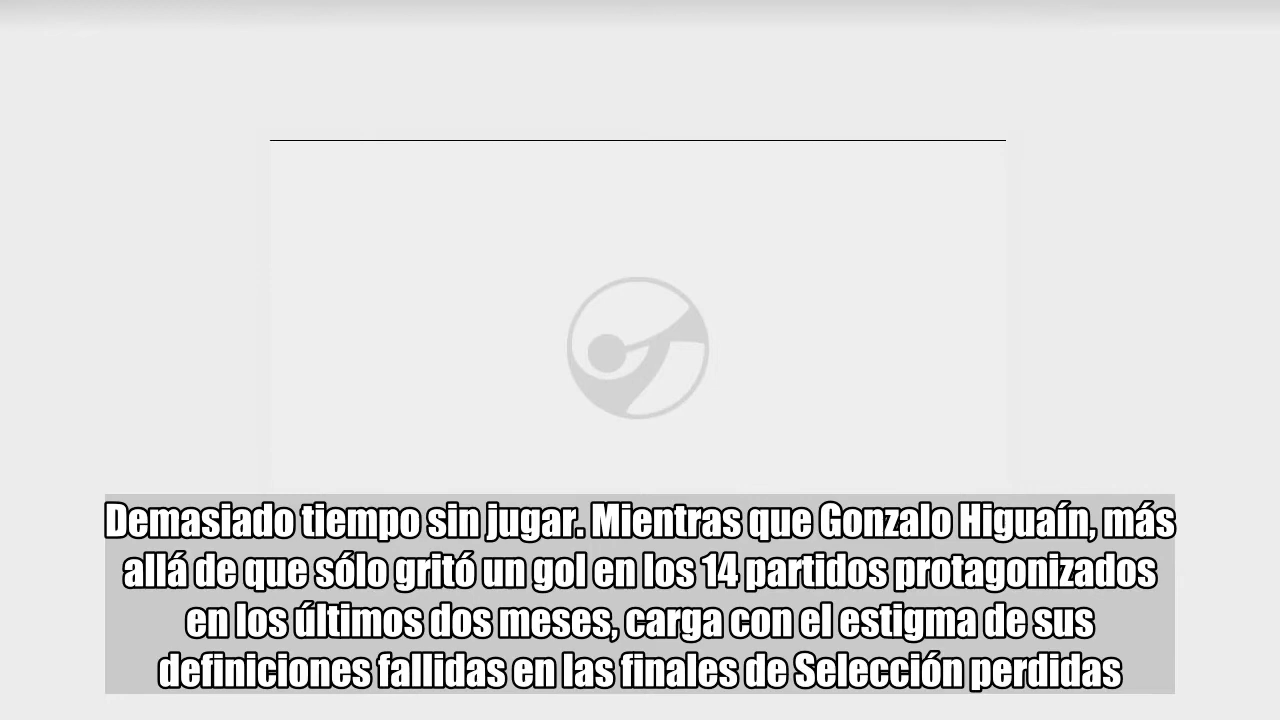 Demasiado tiempo sin jugar. Mientras que Gonzalo Higuaín, más
allá de que sólo gritó un gol en los 14 partidos protagonizados
en los últimos dos meses, carga con el estigma de sus
definiciones fallidas en las finales de Selección perdidas